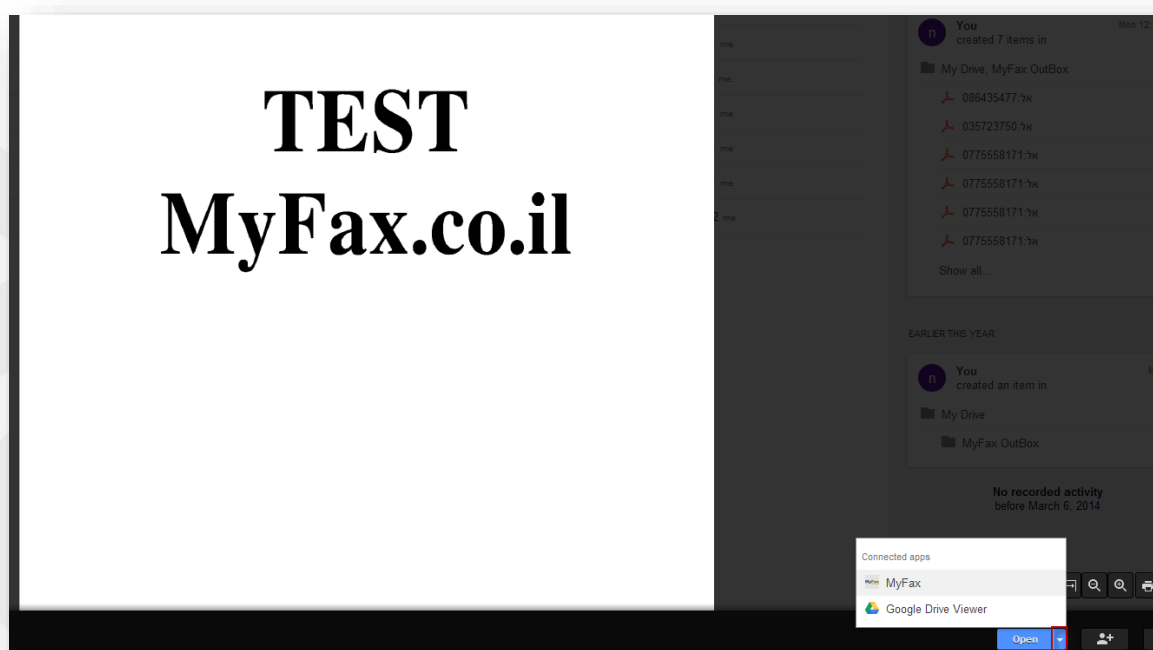 TEST
MyFax.co.il
me
me
me
me
me
2 me
You
Mon 12:
created 7 items in
My Drive, MyFax OutBox
אל:086435477
אל:035723750
אל:0775558171
אל:0775558171
אל:0775558171
אל:0775558171
Show all...
EARLIER THIS YEAR
n
You
created an item in
n
My Drive
MyFax OutBox
No recorded activity
before March 6, 2014
Connected apps
MyFax
Google Drive Viewer
Open